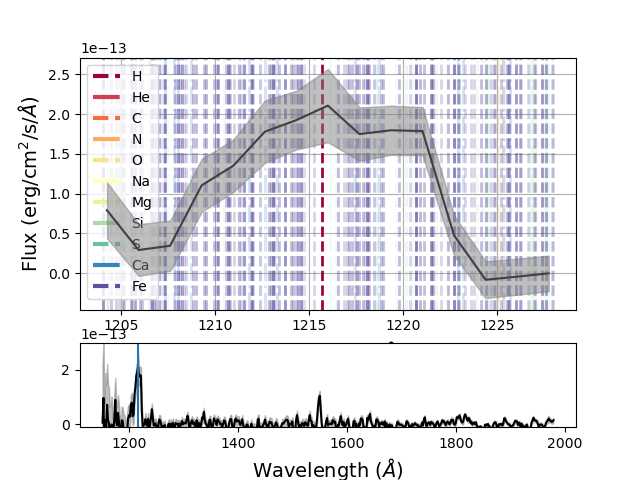 1e−13
Flux (erg/cm²/s/Å)
2.5
2.0
1.5
1.0
0.5
0.0
H
He
C
N
O
Na
Mg
Si
S
Ca
Fe
1205 1210 1215 1220 1225
1e−13
2
0
1200 1400 1600 1800 2000
Wavelength (Å)